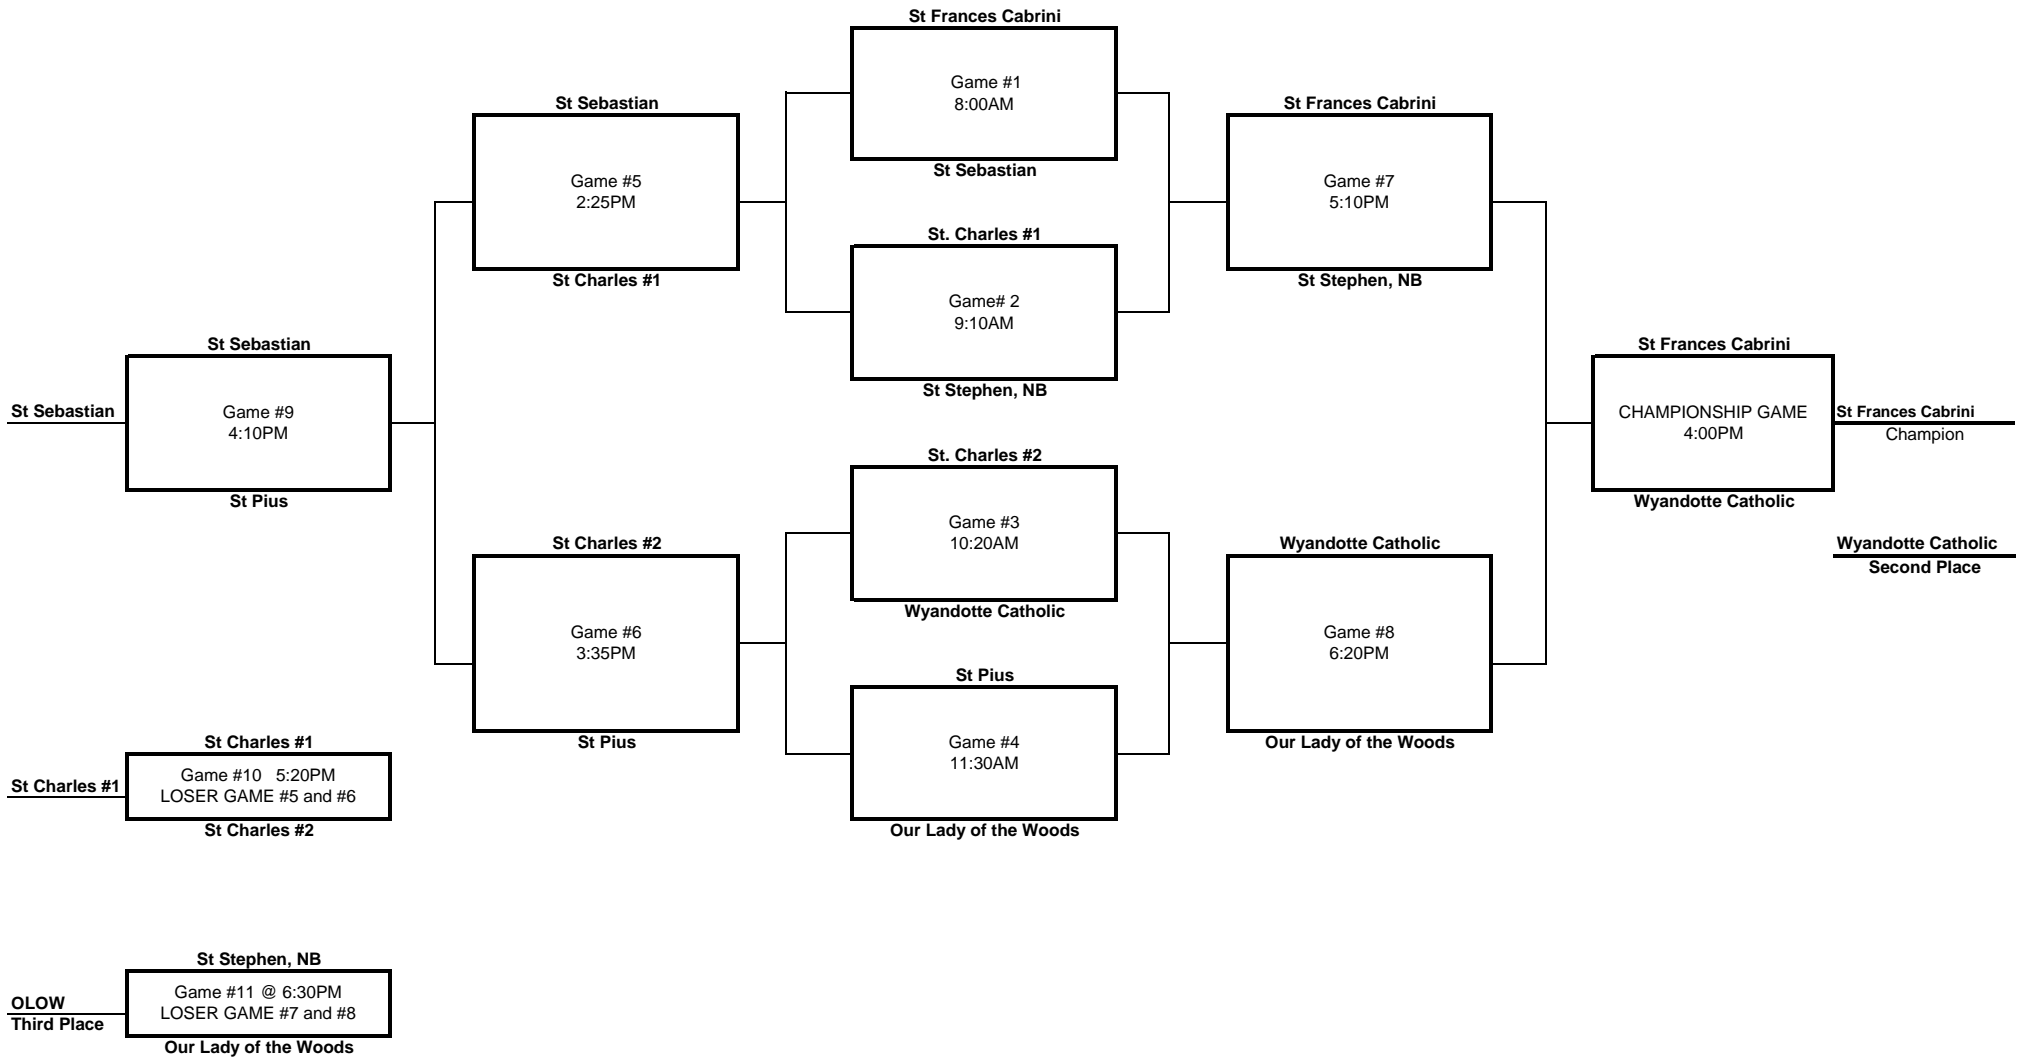 St Frances Cabrini
Game #1
8:00AM
St Sebastian
St Sebastian
Game #5
2:25PM
St Charles #1
St Frances Cabrini
Game #7
5:10PM
St Stephen, NB
St. Charles #1
Game# 2
9:10AM
St Stephen, NB
St Sebastian
St Sebastian
Game #9
4:10PM
St Pius
St Frances Cabrini
CHAMPIONSHIP GAME
4:00PM
Wyandotte Catholic
St Frances Cabrini
Champion
Wyandotte Catholic
Second Place
St. Charles #2
Game #3
10:20AM
Wyandotte Catholic
St Charles #2
Game #6
3:35PM
St Pius
Wyandotte Catholic
Game #8
6:20PM
Our Lady of the Woods
St Pius
Game #4
11:30AM
Our Lady of the Woods
St Charles #1
St Charles #1
Game #10 5:20PM
LOSER GAME #5 and #6
St Charles #2
St Stephen, NB
OLOW
Third Place
Game #11 @ 6:30PM
LOSER GAME #7 and #8
Our Lady of the Woods